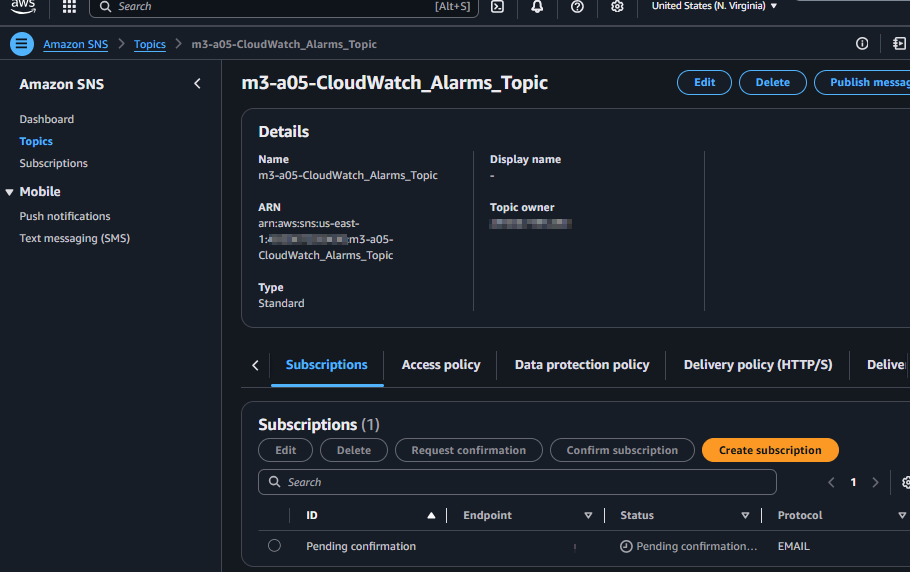 aws
Search
[Alt+S]
United States (N. Virginia)
Amazon SNS
Topics
m3-a05-CloudWatch_Alarms_Topic
Amazon SNS
Dashboard
Topics
Subscriptions
Mobile
Push notifications
Text messaging (SMS)
m3-a05-CloudWatch_Alarms_Topic
Edit
Delete
Publish messag
Details
Name
m3-a05-CloudWatch_Alarms_Topic
ARN
arn:aws:sns:us-east-
1: :m3-a05-
CloudWatch_Alarms_Topic
Type
Standard
Display name
-
Topic owner
Subscriptions
Access policy
Data protection policy
Delivery policy (HTTP/S)
Delive
Subscriptions (1)
Edit
Delete
Request confirmation
Confirm subscription
Create subscription
Search
1
ID
Endpoint
Status
Protocol
Pending confirmation
Pending confirmation...
EMAIL